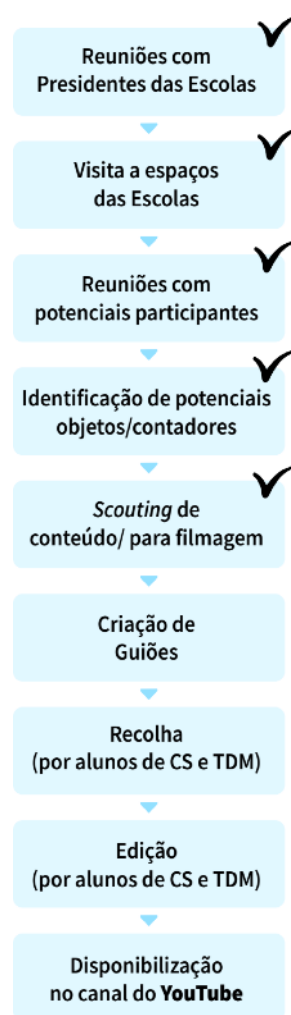 Reuniões com
Presidentes das Escolas
Visita a espaços
das Escolas
Reuniões com
potenciais participantes
Identificação de potenciais
objetos/contadores
Scouting de
conteúdo/ para filmagem
Criação de
Guiões
Recolha
(por alunos de CS e TDM)
Edição
(por alunos de CS e TDM)
Disponibilização
no canal do YouTube